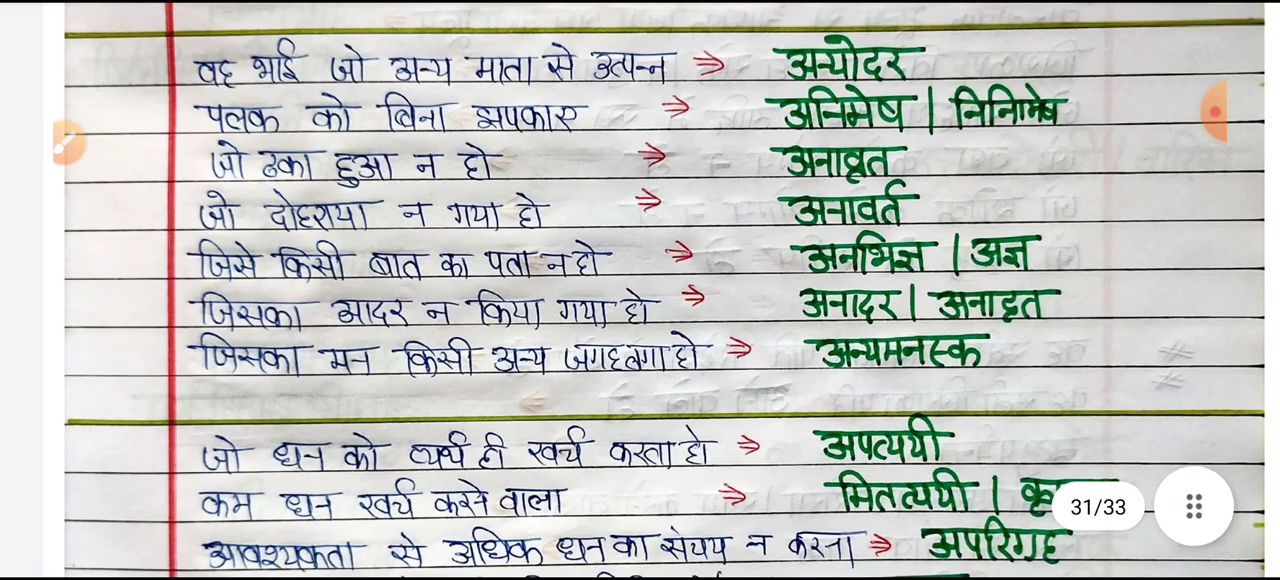 वह भाई जो अन्य माता से उत्पन्न ⇒ अन्योदर
पलक को बिना झपकाए ⇒ अनिमेष | निर्निमेष
जो ढका हुआ न हो ⇒ अनावृत
जो दोहराया न गया हो ⇒ अनावर्त
जिसे किसी बात का पता न हो ⇒ अनभिज्ञ | अज्ञ
जिसका आदर न किया गया हो ⇒ अनादर | अनादृत
जिसका मन किसी अन्य जगह लगा हो ⇒ अन्यमनस्क
जो धन को व्यर्थ ही खर्च करता हो ⇒ अपव्ययी
कम धन खर्च करने वाला ⇒ मितव्ययी |
31/33
आवश्यकता से अधिक धन का संचय न करना ⇒ अपरिग्रह